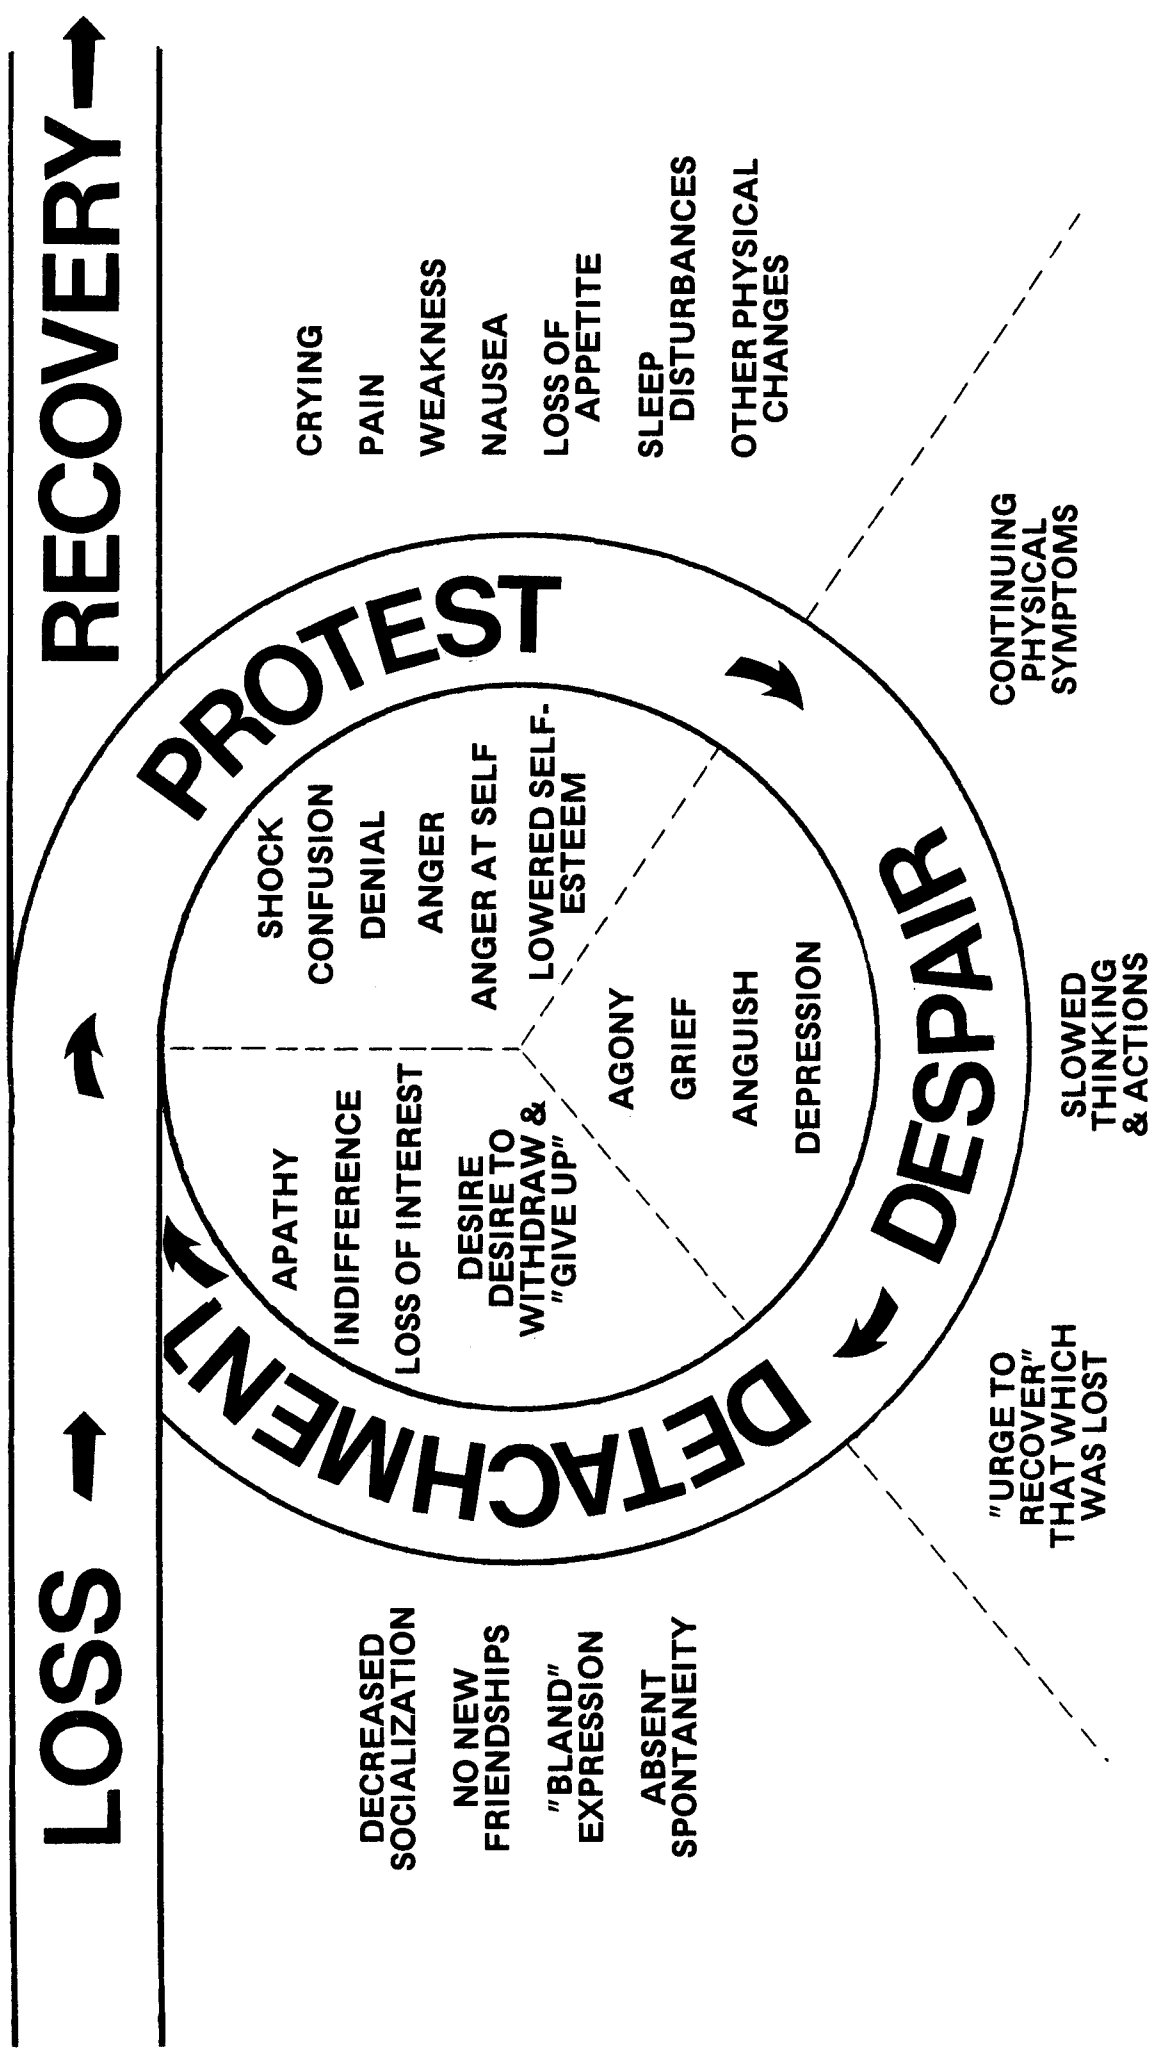 LOSS
RECOVERY
PROTEST
DESPAIR
DETACHMENT
SHOCK
CONFUSION
DENIAL
ANGER
ANGER AT SELF
LOWERED SELF-
ESTEEM
AGONY
GRIEF
ANGUISH
DEPRESSION
APATHY
INDIFFERENCE
LOSS OF INTEREST
DESIRE
DESIRE TO
WITHDRAW &
"GIVE UP"
CRYING
PAIN
WEAKNESS
NAUSEA
LOSS OF
APPETITE
SLEEP
DISTURBANCES
OTHER PHYSICAL
CHANGES
CONTINUING
PHYSICAL
SYMPTOMS
SLOWED
THINKING
& ACTIONS
"URGE TO
RECOVER"
THAT WHICH
WAS LOST
DECREASED
SOCIALIZATION
NO NEW
FRIENDSHIPS
"BLAND"
EXPRESSION
ABSENT
SPONTANEITY